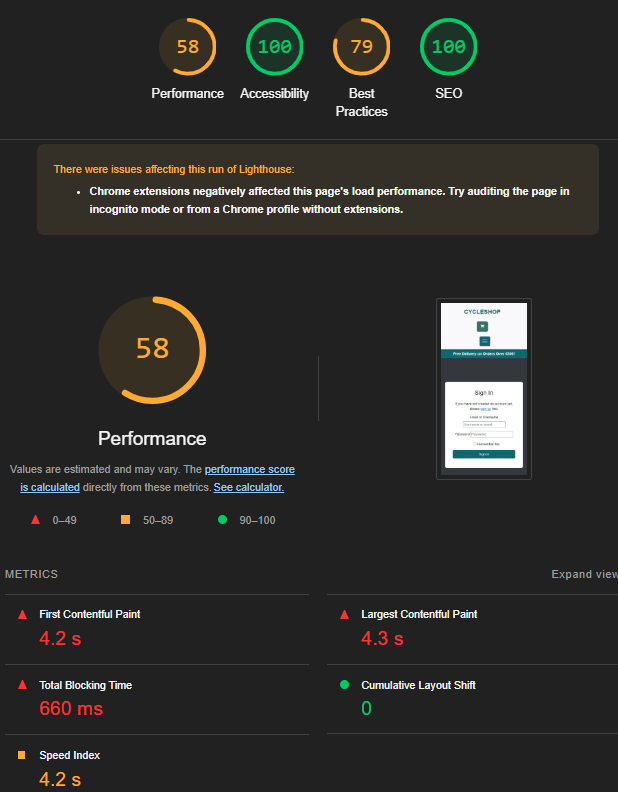 58
100
79
100
Performance
Accessibility
Best
Practices
SEO
There were issues affecting this run of Lighthouse:
• Chrome extensions negatively affected this page's load performance. Try auditing the page in
incognito mode or from a Chrome profile without extensions.
58
Performance
Values are estimated and may vary. The performance score
is calculated directly from these metrics. See calculator.
0–49
50–89
90–100
CYCLESHOP
Free Delivery on Orders Over $500!
Sign In
If you have not created an account yet
please sign up first.
Remember Me
Sign In
METRICS
Expand view
First Contentful Paint
4.2 s
Largest Contentful Paint
4.3 s
Total Blocking Time
660 ms
Cumulative Layout Shift
0
Speed Index
4.2 s